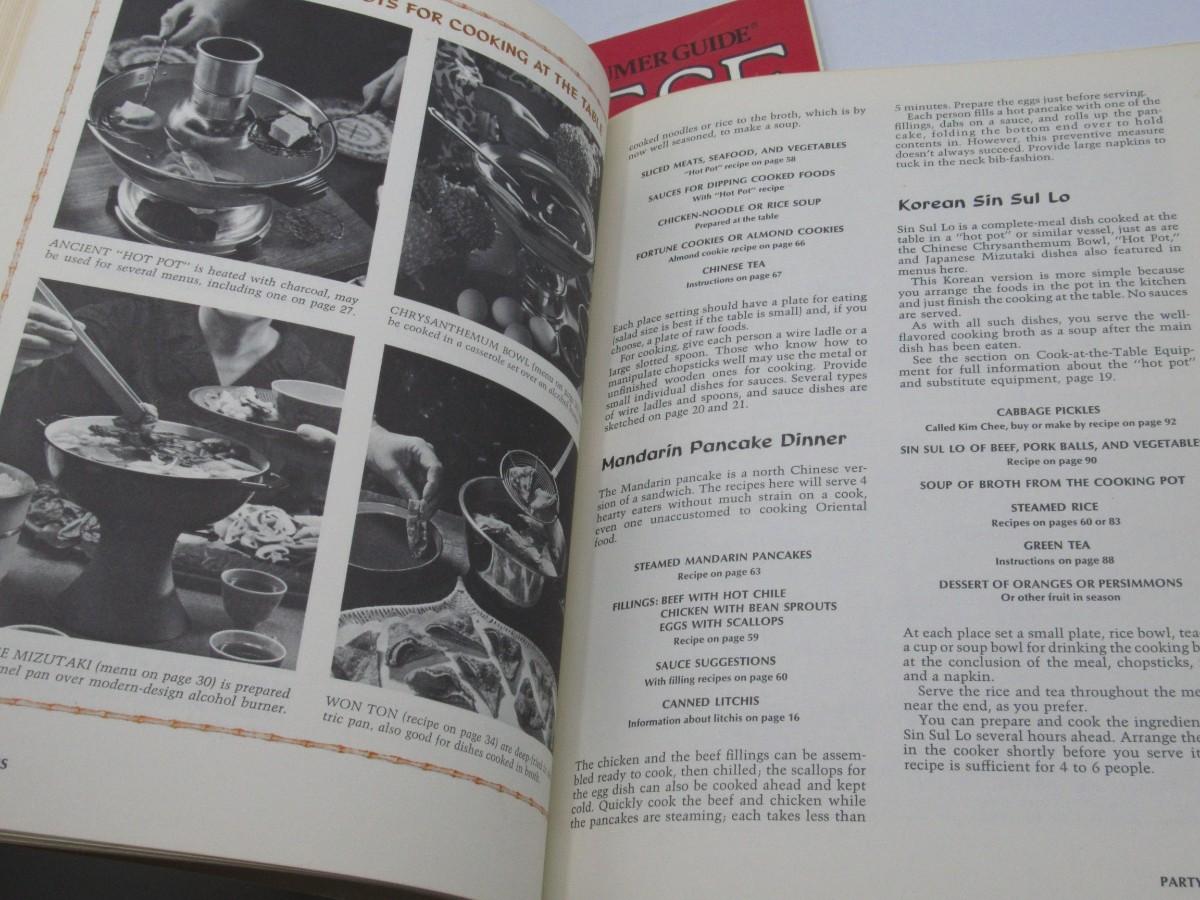 OTS FOR COOKING AT THE TABLE
ANCIENT "HOT POT" is heated with charcoal, may
be used for several menus, including one on page 27.
CHRYSANTHEMUM BOWL (menu on
be cooked in a casserole set over an alcohol
E MIZUTAKI (menu on page 30) is prepared
mel pan over modern-design alcohol burner.
WON TON (recipe on page 34) are deep-fried in
tric pan, also good for dishes cooked in broth.
S
UMER GUIDE®
cooked noodles or rice to the broth, which is by
now well seasoned, to make a soup.
SLICED MEATS, SEAFOOD, AND VEGETABLES
"Hot Pot" recipe on page 58
SAUCES FOR DIPPING COOKED FOODS
With "Hot Pot" recipe
CHICKEN-NOODLE OR RICE SOUP
Prepared at the table
FORTUNE COOKIES OR ALMOND COOKIES
Almond cookie recipe on page 66
CHINESE TEA
Instructions on page 67
Each place setting should have a plate for eating
(salad size is best if the table is small) and, if you
choose, a plate of raw foods.
For cooking, give each person a wire ladle or a
large slotted spoon. Those who know how to
manipulate chopsticks well may use the metal or
unfinished wooden ones for cooking. Provide
small individual dishes for sauces. Several types
of wire ladles and spoons, and sauce dishes are
sketched on page 20 and 21.
Mandarin Pancake Dinner
The Mandarin pancake is a north Chinese ver-
sion of a sandwich. The recipes here will serve 4
hearty eaters without much strain on a cook,
even one unaccustomed to cooking Oriental
food.
STEAMED MANDARIN PANCAKES
Recipe on page 63
FILLINGS: BEEF WITH HOT CHILE
CHICKEN WITH BEAN SPROUTS
EGGS WITH SCALLOPS
Recipe on page 59
SAUCE SUGGESTIONS
With filling recipes on page 60
CANNED LITCHIS
Information about litchis on page 16
The chicken and the beef fillings can be assem-
bled ready to cook, then chilled; the scallops for
the egg dish can also be cooked ahead and kept
cold. Quickly cook the beef and chicken while
the pancakes are steaming; each takes less than
5 minutes. Prepare the eggs just before serving.
Each person fills a hot pancake with one of the
fillings, dabs on a sauce, and rolls up the pan-
cake, folding the bottom end over to hold
contents in. However, this preventive measure
doesn't always succeed. Provide large napkins to
tuck in the neck bib-fashion.
Korean Sin Sul Lo
Sin Sul Lo is a complete-meal dish cooked at the
table in a "hot pot" or similar vessel, just as are
the Chinese Chrysanthemum Bowl, "Hot Pot,"
and Japanese Mizutaki dishes also featured in
menus here.
This Korean version is more simple because
you arrange the foods in the pot in the kitchen
and just finish the cooking at the table. No sauces
are served.
As with all such dishes, you serve the well-
flavored cooking broth as a soup after the main
dish has been eaten.
See the section on Cook-at-the-Table Equip-
ment for full information about the "hot pot"
and substitute equipment, page 19.
CABBAGE PICKLES
Called Kim Chee, buy or make by recipe on page 92
SIN SUL LO OF BEEF, PORK BALLS, AND VEGETABLE
Recipe on page 90
SOUP OF BROTH FROM THE COOKING POT
STEAMED RICE
Recipes on pages 60 or 83
GREEN TEA
Instructions on page 88
DESSERT OF ORANGES OR PERSIMMONS
Or other fruit in season
At each place set a small plate, rice bowl, tea
a cup or soup bowl for drinking the cooking b
at the conclusion of the meal, chopsticks,
and a napkin.
Serve the rice and tea throughout the me
near the end, as you prefer.
You can prepare and cook the ingredien
Sin Sul Lo several hours ahead. Arrange the
in the cooker shortly before you serve it
recipe is sufficient for 4 to 6 people.
PARTY